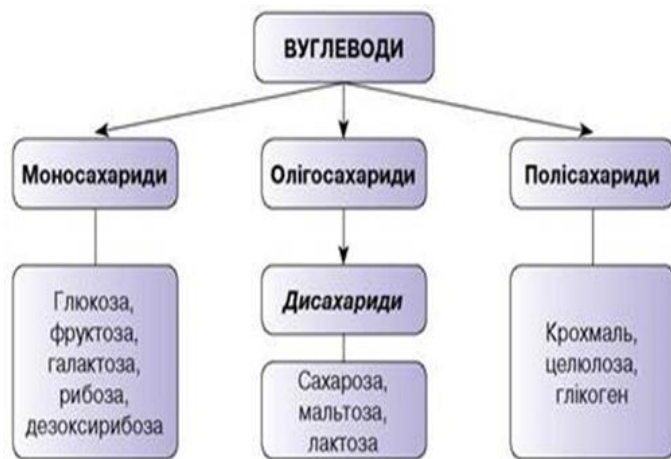 ВУГЛЕВОДИ
Моносахариди
Олігосахариди
Полісахариди
Глюкоза,
фруктоза,
галактоза,
рибоза,
дезоксирибоза
Дисахариди
Сахароза,
мальтоза,
лактоза
Крохмаль,
целюлоза,
глікоген